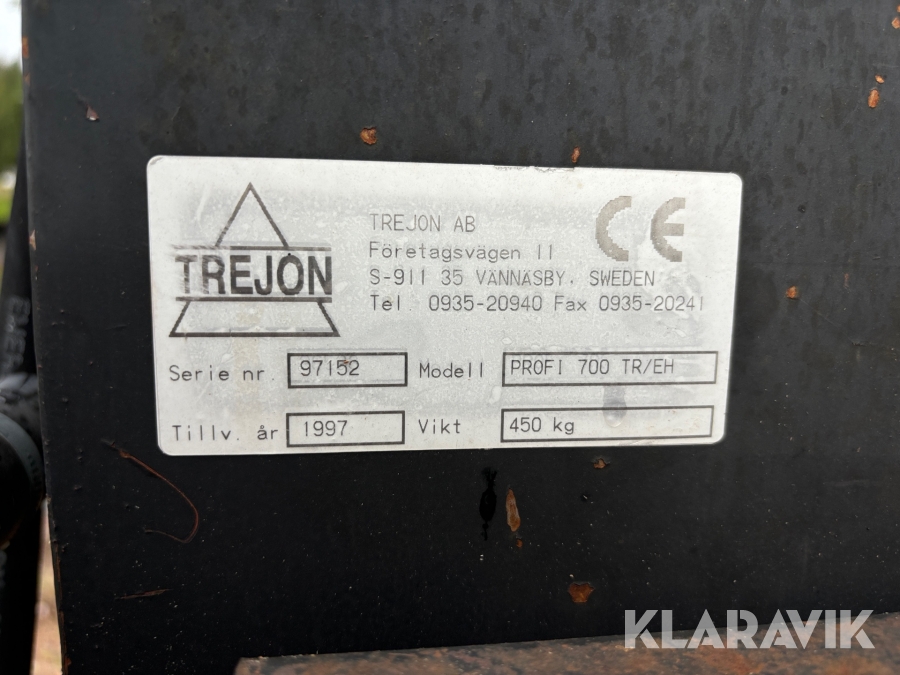 TREJON
TREJON AB
Företagsvägen 11
S-911 35 VÄNNÄSBY, SWEDEN
Tel. 0935-20940 Fax 0935-20241
CE
Serie nr. 97152 Modell PROFI 700 TR/EH
Tillv. år 1997 Vikt 450 kg
KLARAVIK